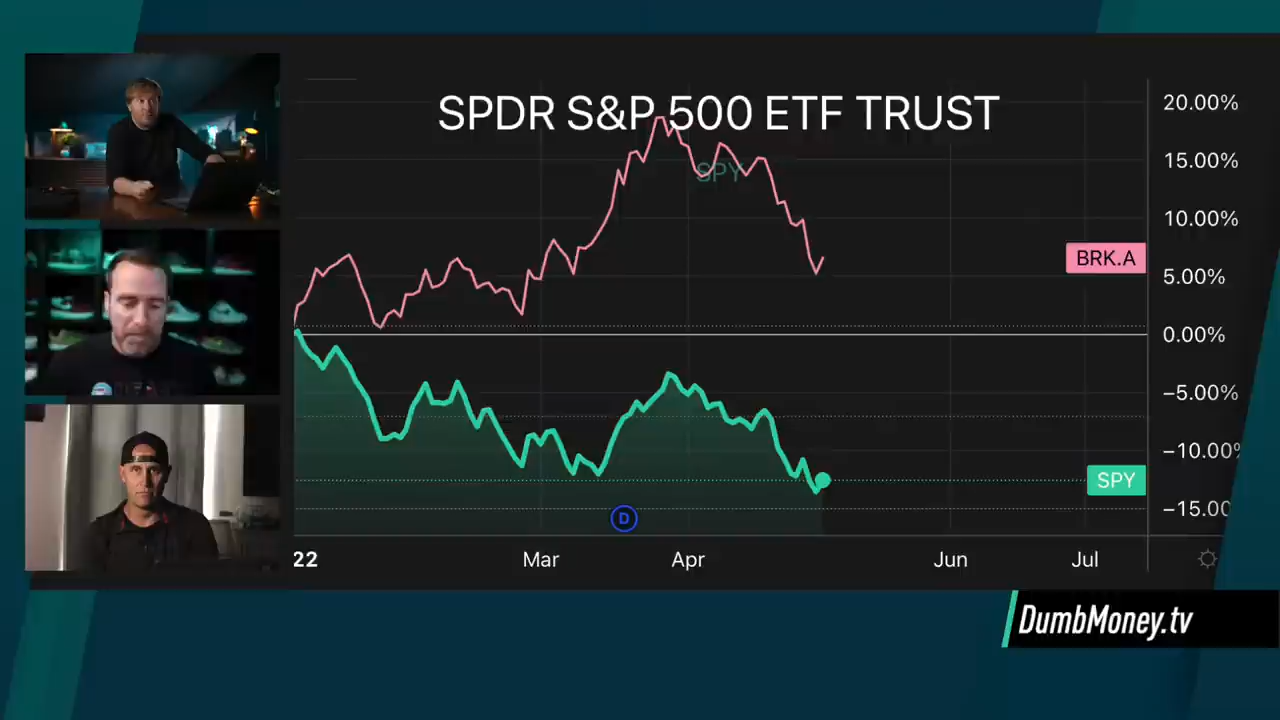 SPDR S&P 500 ETF TRUST
SPY
20.00%
15.00%
10.00%
BRK.A
5.00%
0.00%
−5.00%
−10.00%
SPY
−15.00
D
22
Mar
Apr
Jun
Jul
DumbMoney.tv